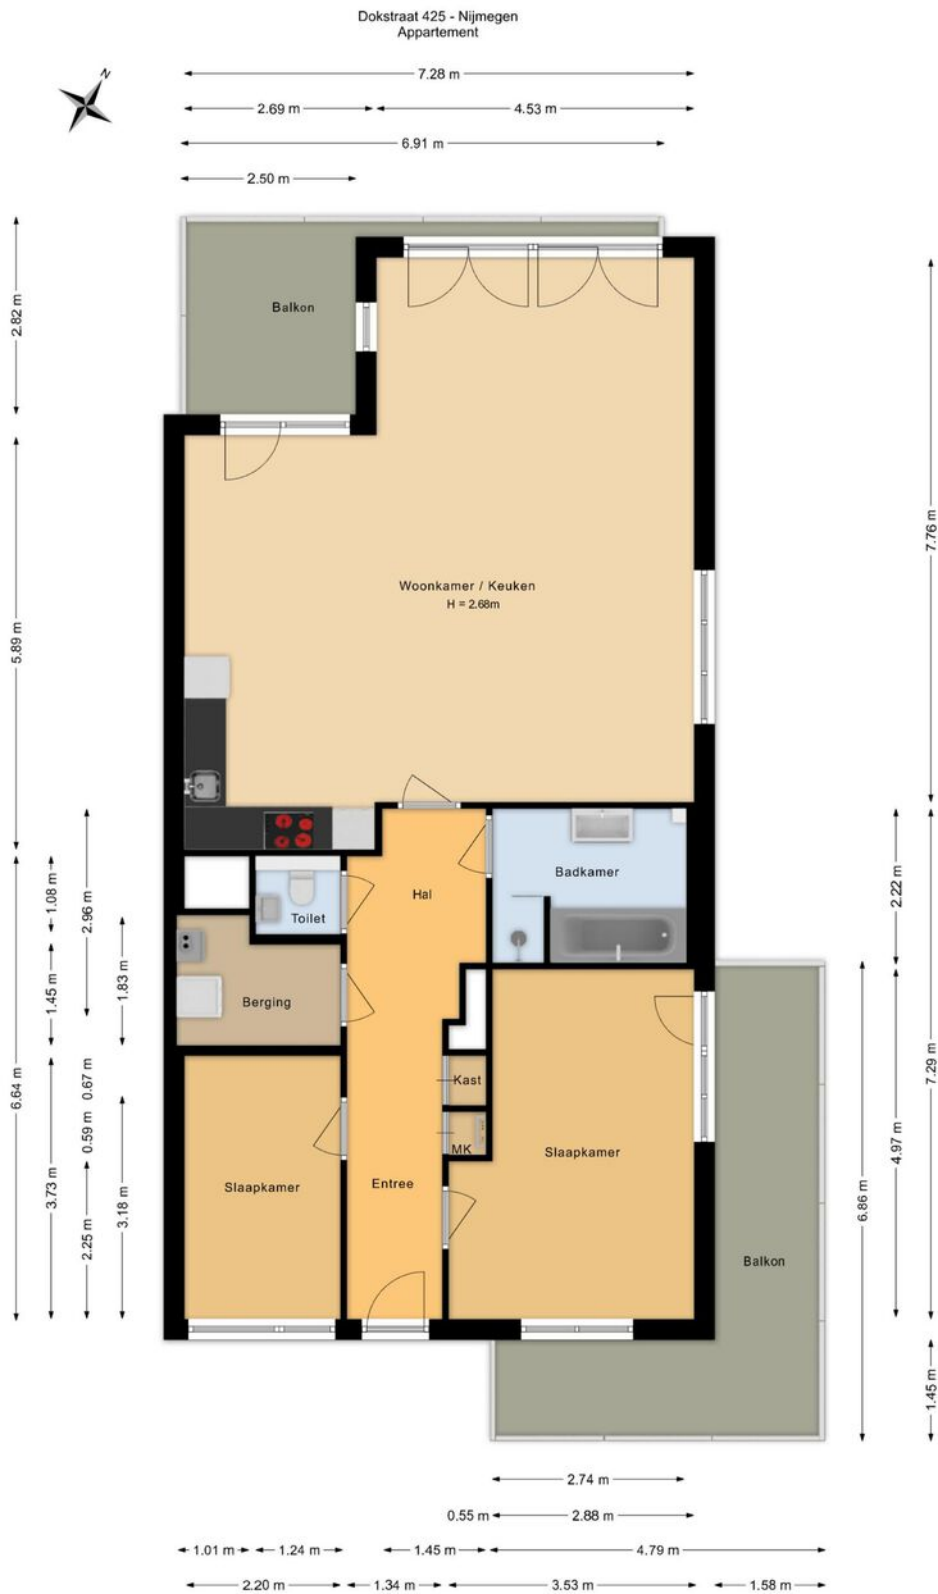 Dokstraat 425 - Nijmegen
Appartement
N
7.28 m
2.69 m
4.53 m
6.91 m
2.50 m
2.82 m
Balkon
7.76 m
5.89 m
Woonkamer / Keuken
H = 2.68m
Hal
Badkamer
Toilet
Berging
1.08 m
2.96 m
1.45 m
1.83 m
2.22 m
Kast
MK
Slaapkamer
Slaapkamer
Entree
Balkon
6.64 m
3.73 m
0.67 m
0.59 m
2.25 m
3.18 m
4.97 m
6.86 m
7.29 m
1.45 m
2.74 m
0.55 m
2.88 m
1.01 m
1.24 m
1.45 m
4.79 m
2.20 m
1.34 m
3.53 m
1.58 m